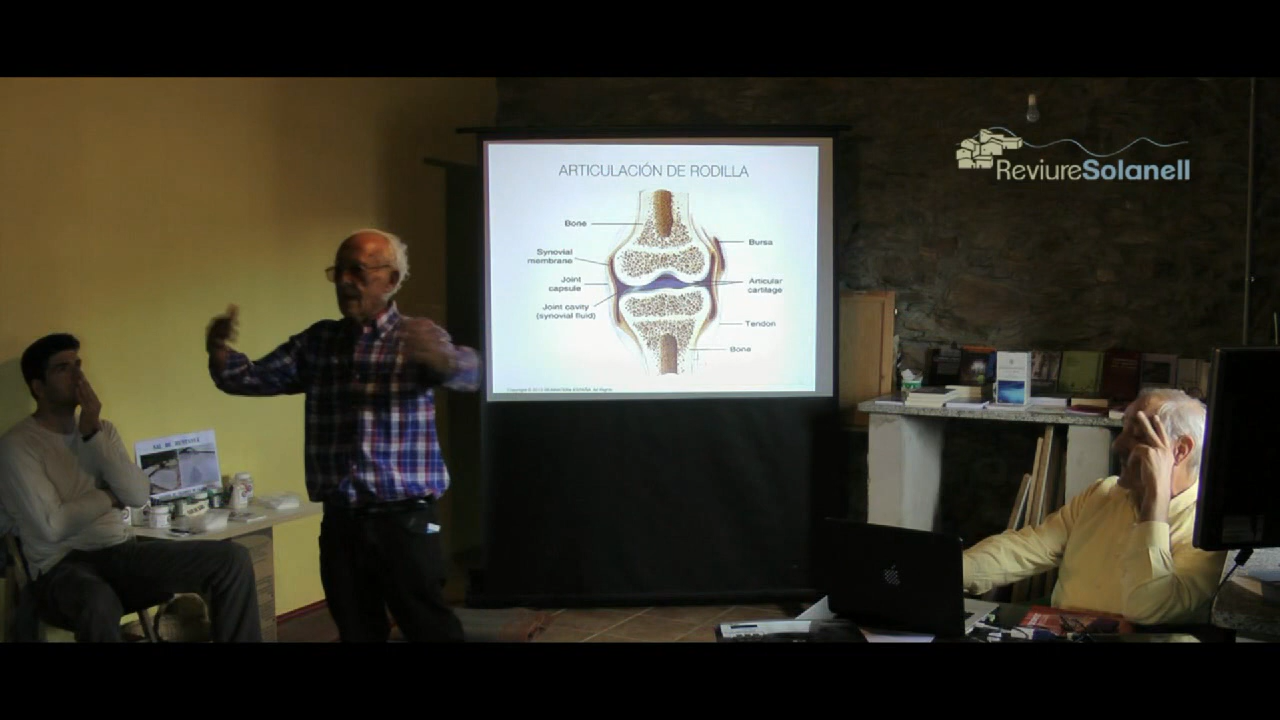 ReviureSolanell
ARTICULACIÓN DE RODILLA
Bone
Bursa
Synovial
membrane
Joint
capsule
Articular
cartilage
Joint cavity
(synovial fluid)
Tendon
Bone